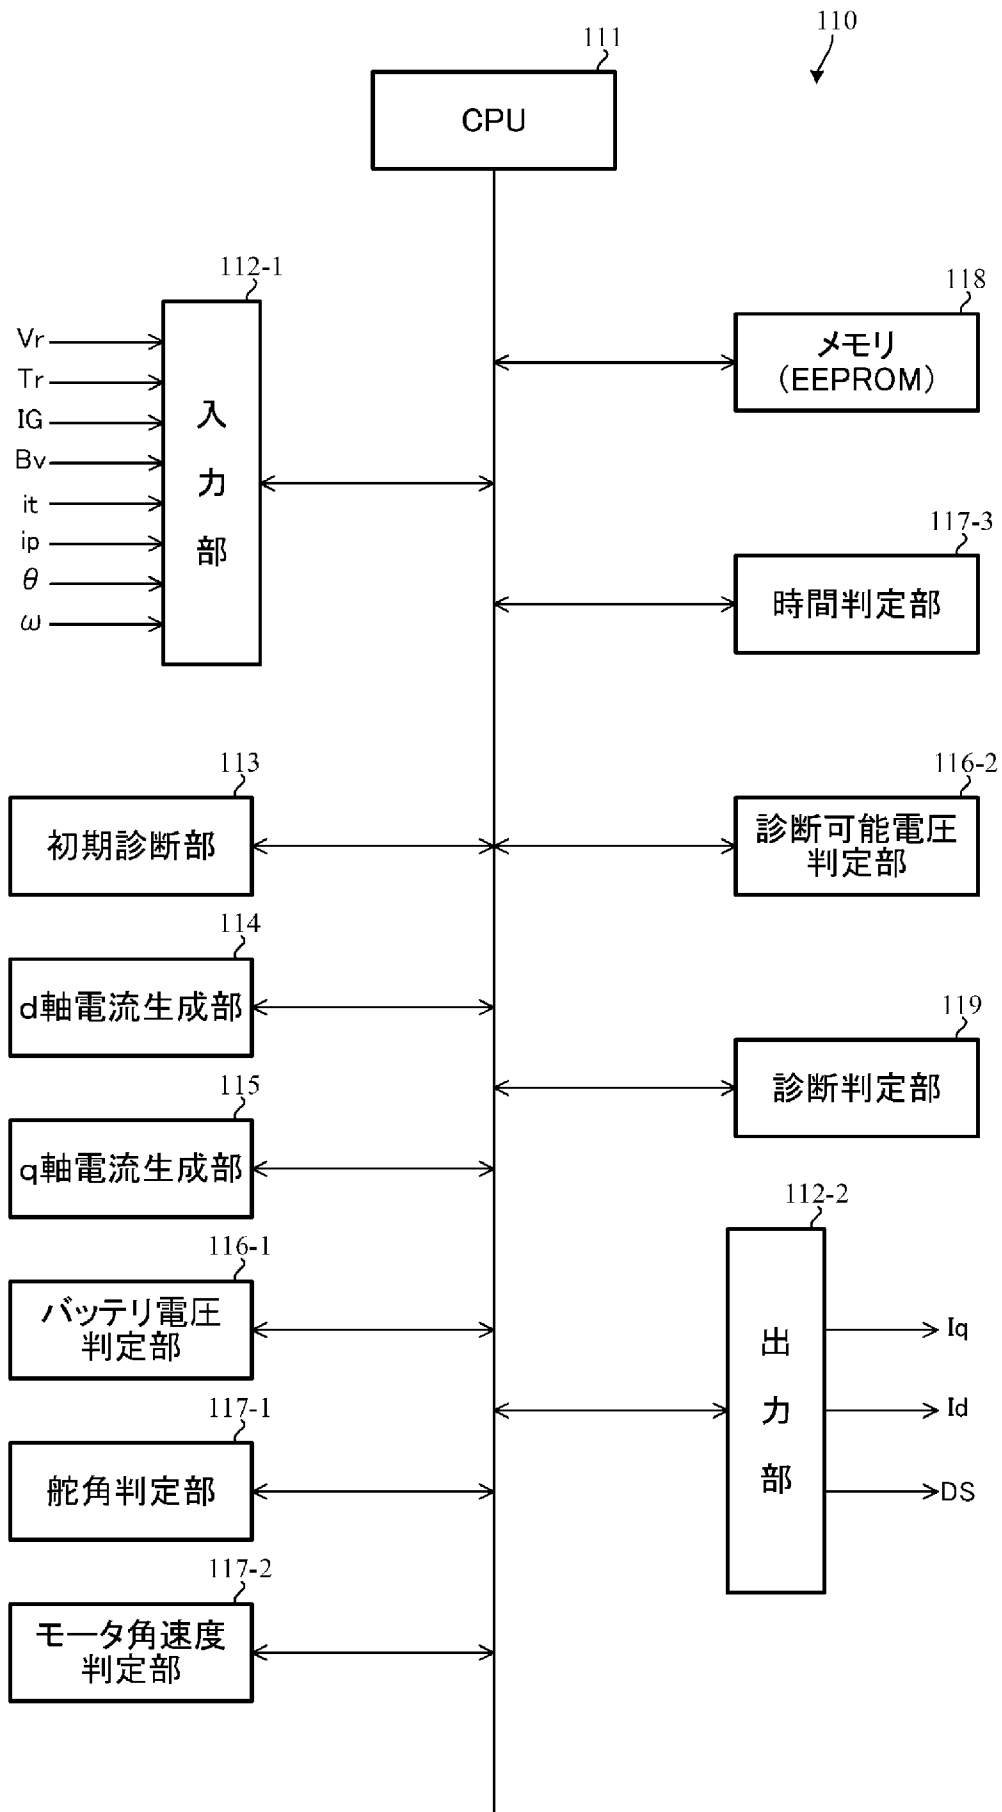 110
111
CPU
112-1
Vr
Tr
IG
Bv
it
ip
θ
ω
入
力
部
118
メモリ
(EEPROM)
117-3
時間判定部
113
初期診断部
116-2
診断可能電圧
判定部
114
d軸電流生成部
119
診断判定部
115
q軸電流生成部
112-2
出
力
部
Iq
Id
DS
116-1
バッテリ電圧
判定部
117-1
舵角判定部
117-2
モータ角速度
判定部